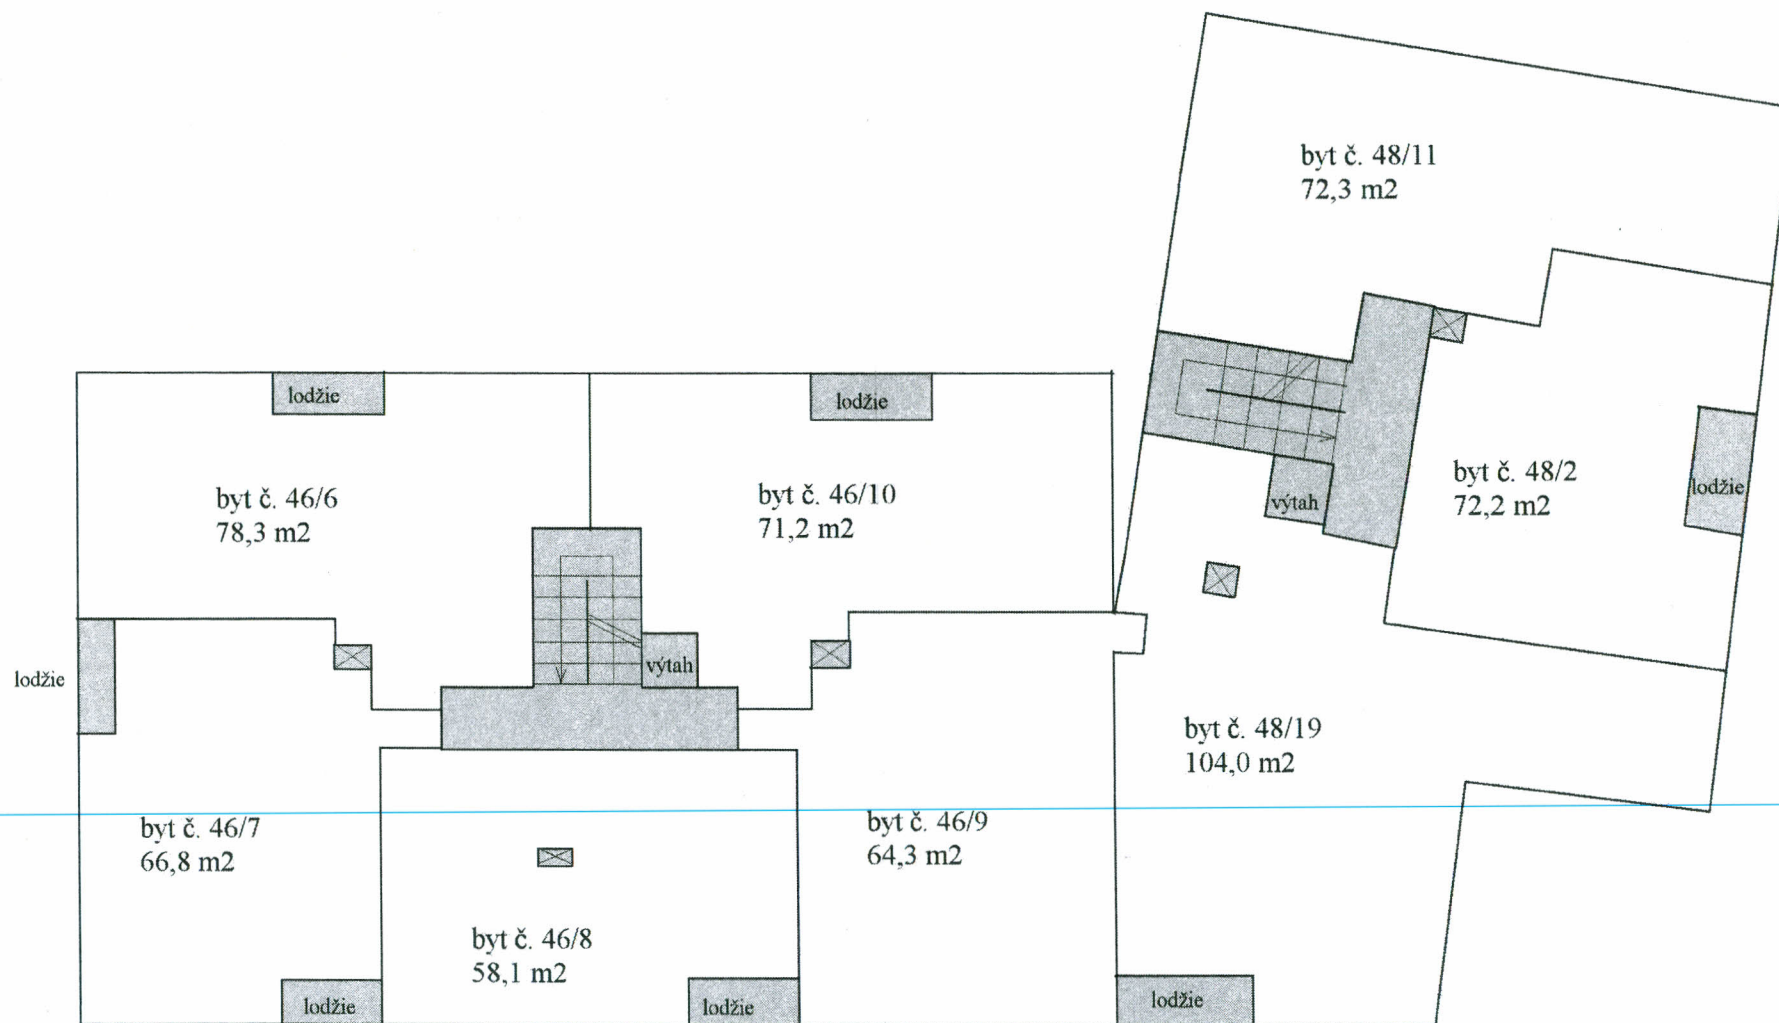 byt č. 48/11
72,3 m2
lodžie
lodžie
byt č. 46/6
78,3 m2
byt č. 46/10
71,2 m2
byt č. 48/2
72,2 m2
lodžie
výtah
výtah
lodžie
byt č. 48/19
104,0 m2
byt č. 46/7
66,8 m2
byt č. 46/9
64,3 m2
byt č. 46/8
58,1 m2
lodžie
lodžie
lodžie